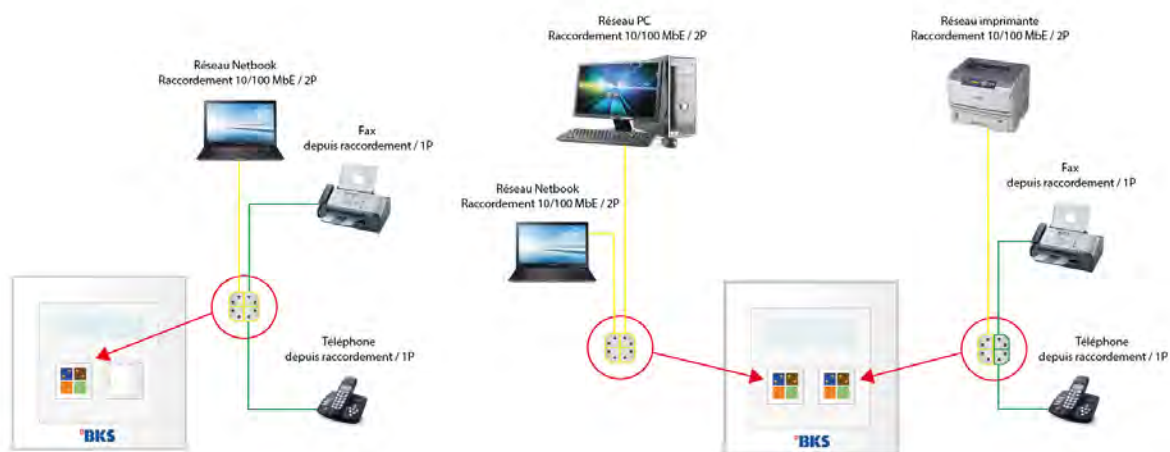 Réseau Netbook
Raccordement 10/100 MbE / 2P
Fax
depuis raccordement / 1P
Téléphone
depuis raccordement / 1P
BKS
Réseau PC
Raccordement 10/100 MbE / 2P
Réseau Netbook
Raccordement 10/100 MbE / 2P
Réseau imprimante
Raccordement 10/100 MbE / 2P
Fax
depuis raccordement / 1P
Téléphone
depuis raccordement / 1P
BKS